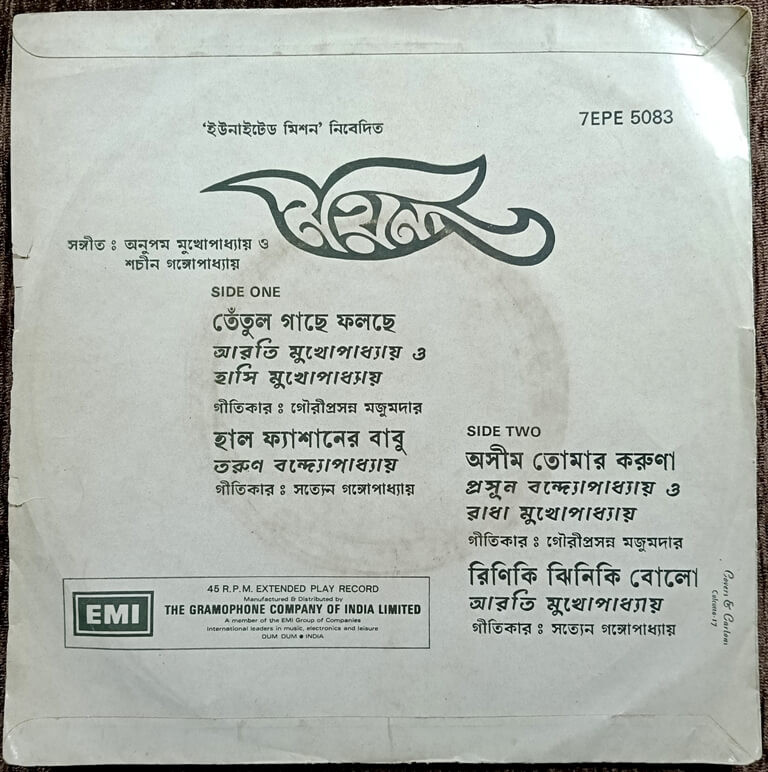 'ইউনাইটেড মিশন' নিবেদিত
7EPE 5083
সঙ্গীত : অনুপম মুখোপাধ্যায় ও
শচীন গঙ্গোপাধ্যায়
SIDE ONE
তেঁতুল গাছে ফলছে
আরতি মুখোপাধ্যায় ও
হাসি মুখোপাধ্যায়
গীতিকার : গৌরীপ্রসন্ন মজুমদার
হাল ফ্যাশানের বাবু
তরুণ বন্দ্যোপাধ্যায়
গীতিকার : সত্যেন গঙ্গোপাধ্যায়
SIDE TWO
অসীম তোমার করুণা
প্রসূন বন্দ্যোপাধ্যায় ও
রাধা মুখোপাধ্যায়
গীতিকার : গৌরীপ্রসন্ন মজুমদার
রিণিকি ঝিনিকি বোলো
আরতি মুখোপাধ্যায়
গীতিকার : সত্যেন গঙ্গোপাধ্যায়
EMI
45 R.P.M. EXTENDED PLAY RECORD
Manufactured & Distributed by
THE GRAMOPHONE COMPANY OF INDIA LIMITED
A member of the EMI Group of Companies
International leaders in music, electronics and leisure
DUM DUM ● INDIA
Covers & Cartons
Calcutta-17